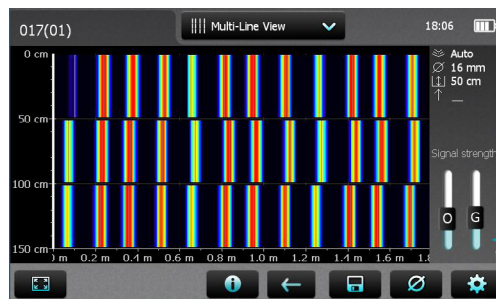 017(01)
Multi-Line View
18:06
Auto
16 mm
50 cm
__
Signal strength
O G
0 cm
50 cm
100 cm
150 cm
0.2 m 0.4 m 0.6 m 0.8 m 1.0 m 1.2 m 1.4 m 1.6 m